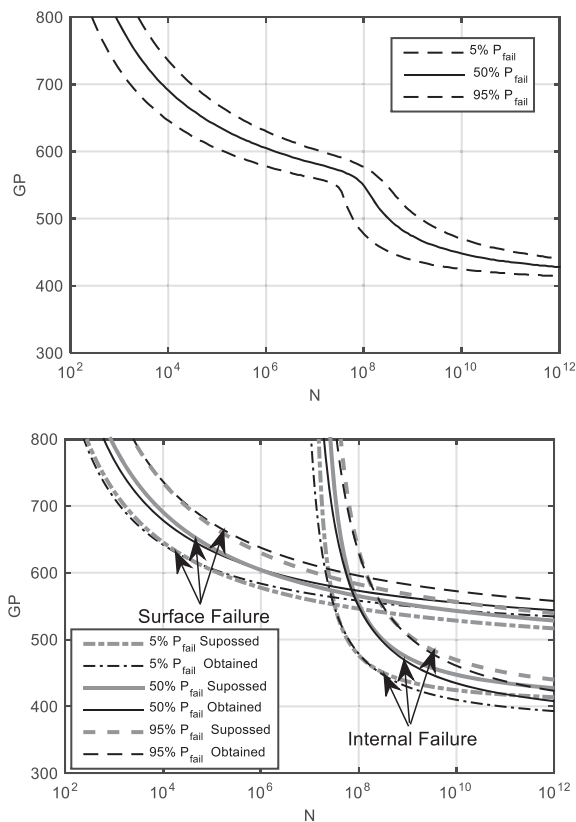 800
700
600
500
400
300
GP
10^2
10^4
10^6
10^8
10^10
10^12
N
5% P_fail
50% P_fail
95% P_fail
800
700
600
500
400
300
GP
10^2
10^4
10^6
10^8
10^10
10^12
N
Surface Failure
Internal Failure
5% P_fail Supossed
5% P_fail Obtained
50% P_fail Supossed
50% P_fail Obtained
95% P_fail Supossed
95% P_fail Obtained